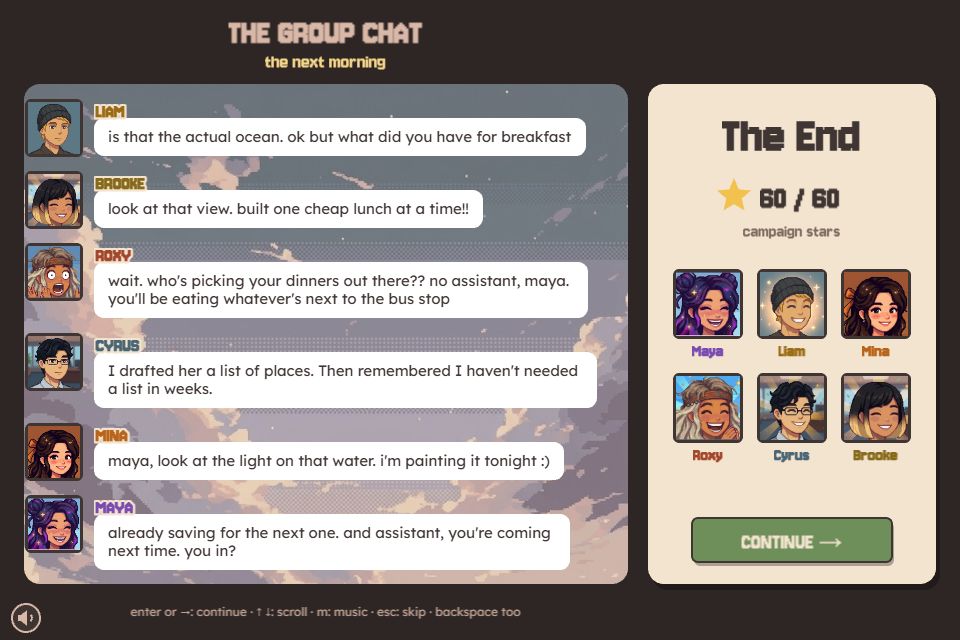 THE GROUP CHAT
the next morning
LIAM
is that the actual ocean. ok but what did you have for breakfast
BROOKE
look at that view. built one cheap lunch at a time!!
ROXY
wait. who's picking your dinners out there?? no assistant, maya.
you'll be eating whatever's next to the bus stop
CYRUS
I drafted her a list of places. Then remembered I haven't needed
a list in weeks.
MINA
maya, look at the light on that water. i'm painting it tonight :)
MAYA
already saving for the next one. and assistant, you're coming
next time. you in?
The End
60 / 60
campaign stars
Maya
Liam
Mina
Roxy
Cyrus
Brooke
CONTINUE →
enter or →: continue · ↑ ↓: scroll · m: music · esc: skip · backspace too